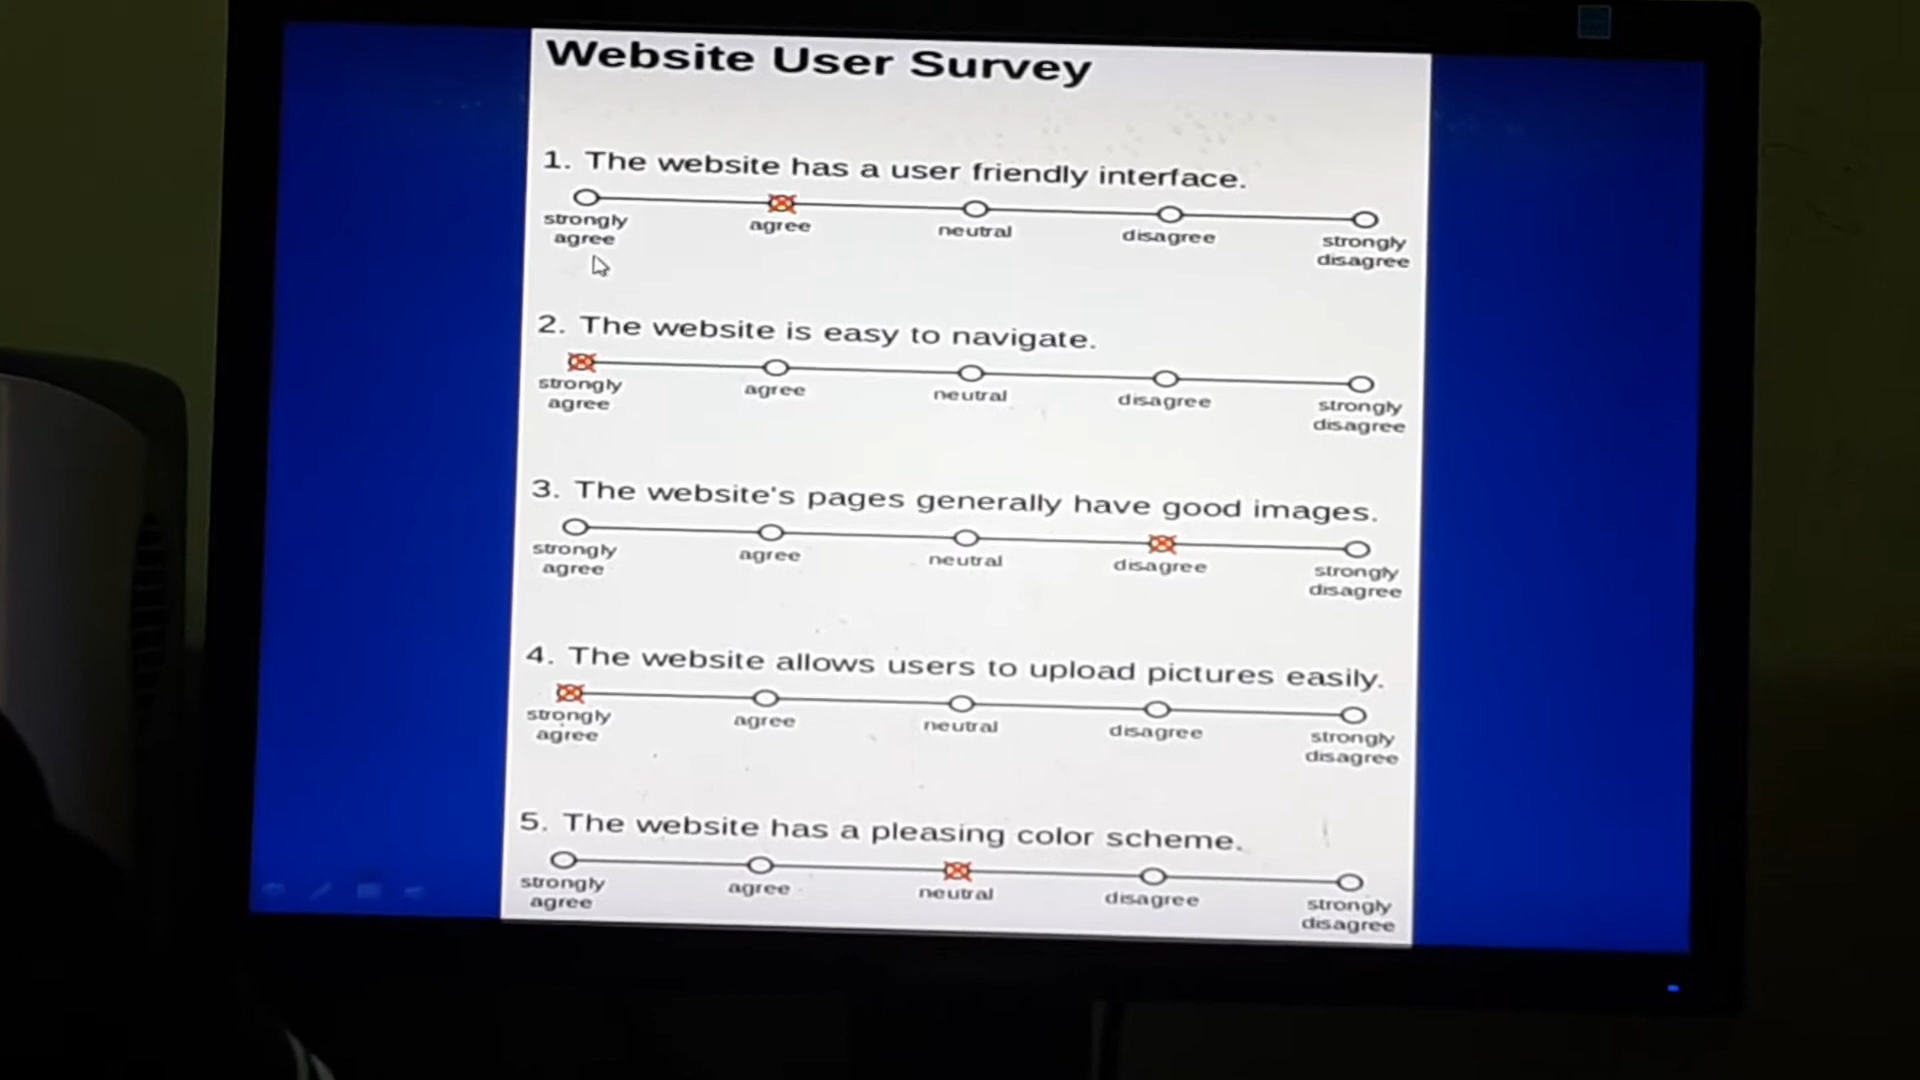 Website User Survey
1. The website has a user friendly interface.
strongly agree agree neutral disagree strongly disagree
2. The website is easy to navigate.
strongly agree agree neutral disagree strongly disagree
3. The website's pages generally have good images.
strongly agree agree neutral disagree strongly disagree
4. The website allows users to upload pictures easily.
strongly agree agree neutral disagree strongly disagree
5. The website has a pleasing color scheme.
strongly agree agree neutral disagree strongly disagree